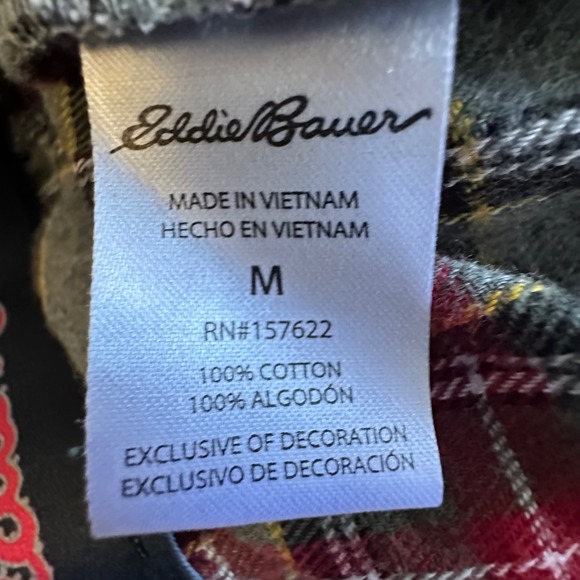 Eddie Bauer
MADE IN VIETNAM
HECHO EN VIETNAM
M
RN#157622
100% COTTON
100% ALGODÓN
EXCLUSIVE OF DECORATION
EXCLUSIVO DE DECORACIÓN